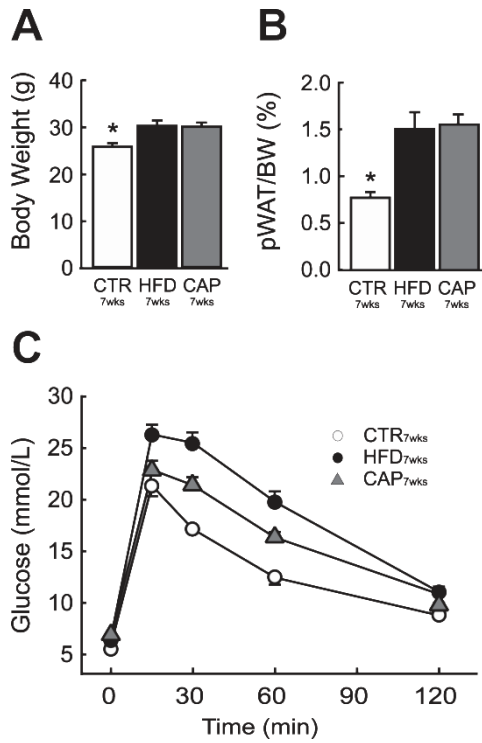 A
Body Weight (g)
40
30
20
10
0
*
CTR HFD CAP
7wks 7wks 7wks
B
pWAT/BW (%)
2.0
1.5
1.0
0.5
0.0
*
CTR HFD CAP
7wks 7wks 7wks
C
Glucose (mmol/L)
30
25
20
15
10
5
CTR7wks
HFD7wks
CAP7wks
0 30 60 90 120
Time (min)